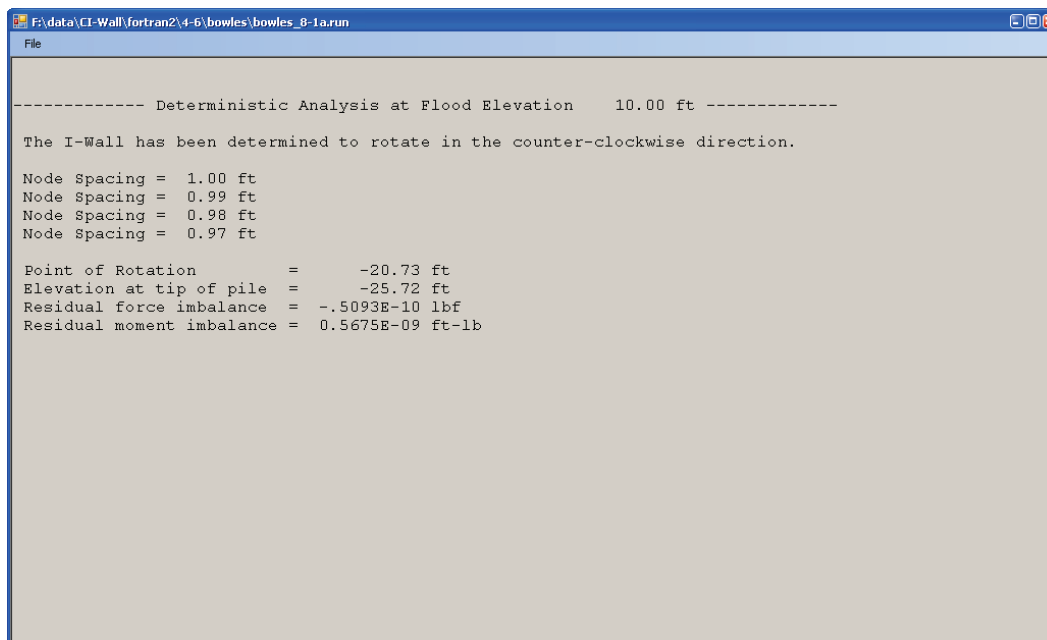 F:\data\CI-Wall\fortran2\4-6\bowles\bowles_8-1a.run
File
------------- Deterministic Analysis at Flood Elevation    10.00 ft -------------
The I-Wall has been determined to rotate in the counter-clockwise direction.
Node Spacing =  1.00 ft
Node Spacing =  0.99 ft
Node Spacing =  0.98 ft
Node Spacing =  0.97 ft
Point of Rotation         =      -20.73 ft
Elevation at tip of pile  =      -25.72 ft
Residual force imbalance  =  -.5093E-10 lbf
Residual moment imbalance =  0.5675E-09 ft-lb